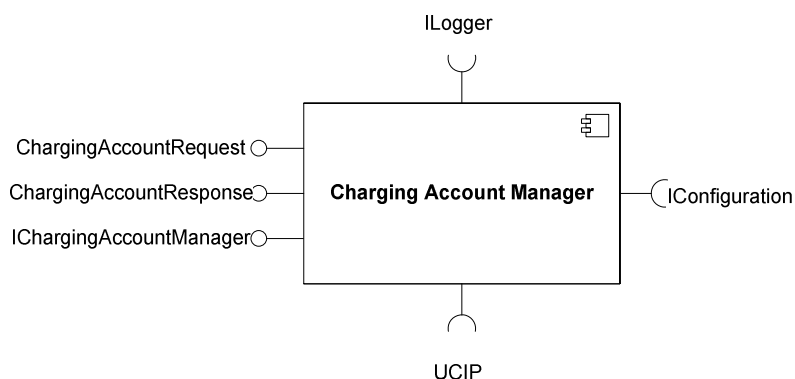 ILogger
ChargingAccountRequest
ChargingAccountResponse
IChargingAccountManager
Charging Account Manager
IConfiguration
UCIP